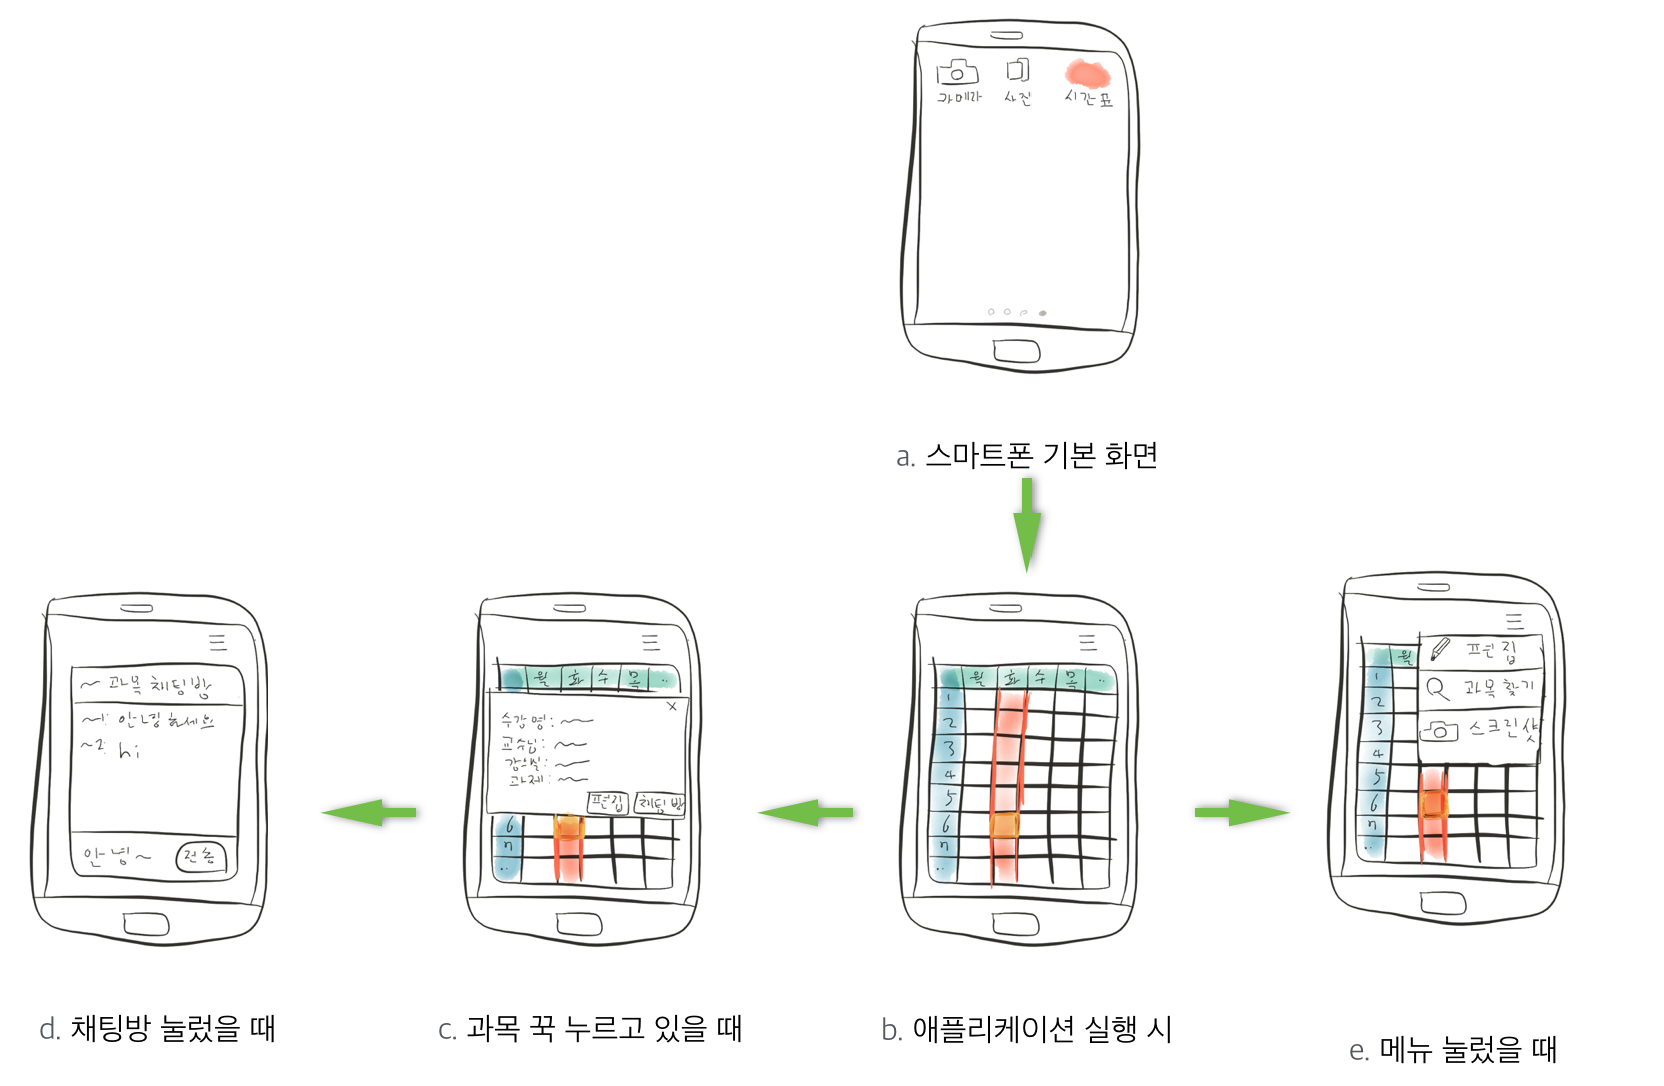 카메라 사진 시간표
a. 스마트폰 기본 화면
~ 과목 채팅방
~1: 안녕하세요
~2: hi
안녕~ 전송
d. 채팅방 눌렀을 때
월 화 수 목 ..
x
수강명: ~
교수님: ~
강의실: ~
과제: ~
편집 채팅방
6
7
..
c. 과목 꾹 누르고 있을 때
월 화 수 목 ..
1
2
3
4
5
6
7
..
b. 애플리케이션 실행 시
월
편집
1
과목 찾기
2
3
스크린샷
4
5
6
7
..
e. 메뉴 눌렀을 때